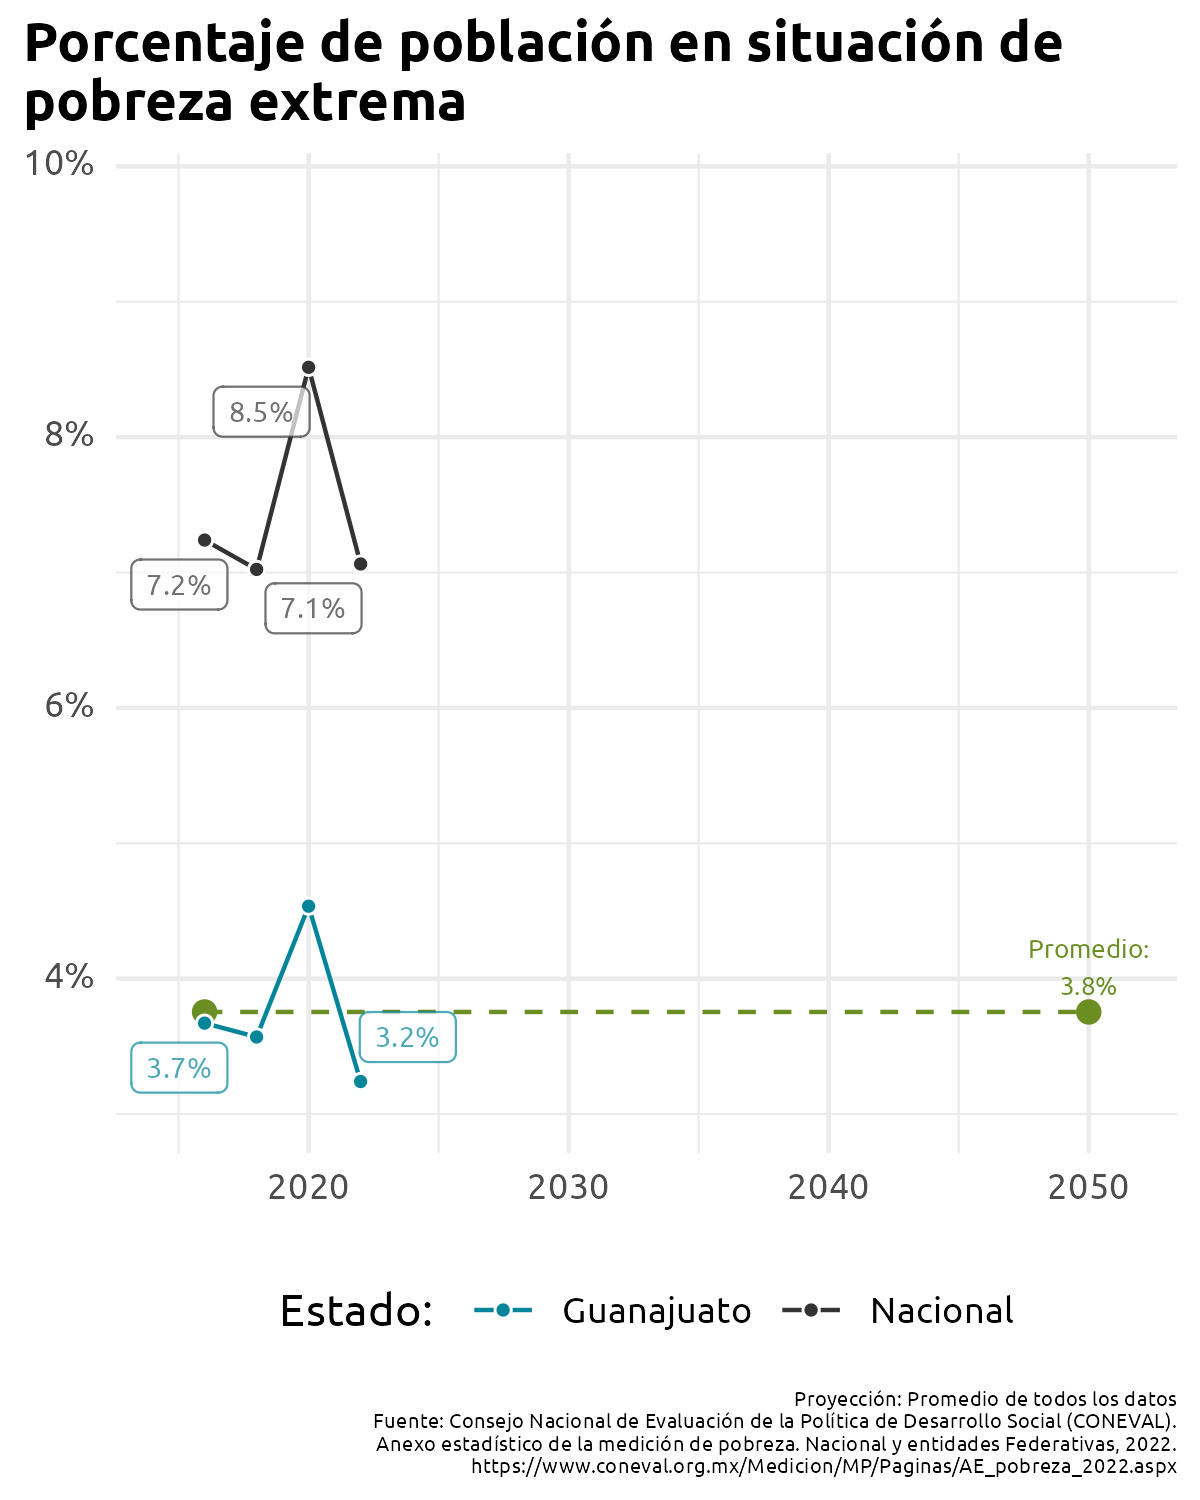 Porcentaje de población en situación de
pobreza extrema
10%
8%
6%
4%
8.5%
7.2%
7.1%
Promedio:
3.8%
3.2%
3.7%
2020
2030
2040
2050
Estado:
Guanajuato
Nacional
Proyección: Promedio de todos los datos
Fuente: Consejo Nacional de Evaluación de la Política de Desarrollo Social (CONEVAL).
Anexo estadístico de la medición de pobreza. Nacional y entidades Federativas, 2022.
https://www.coneval.org.mx/Medicion/MP/Paginas/AE_pobreza_2022.aspx